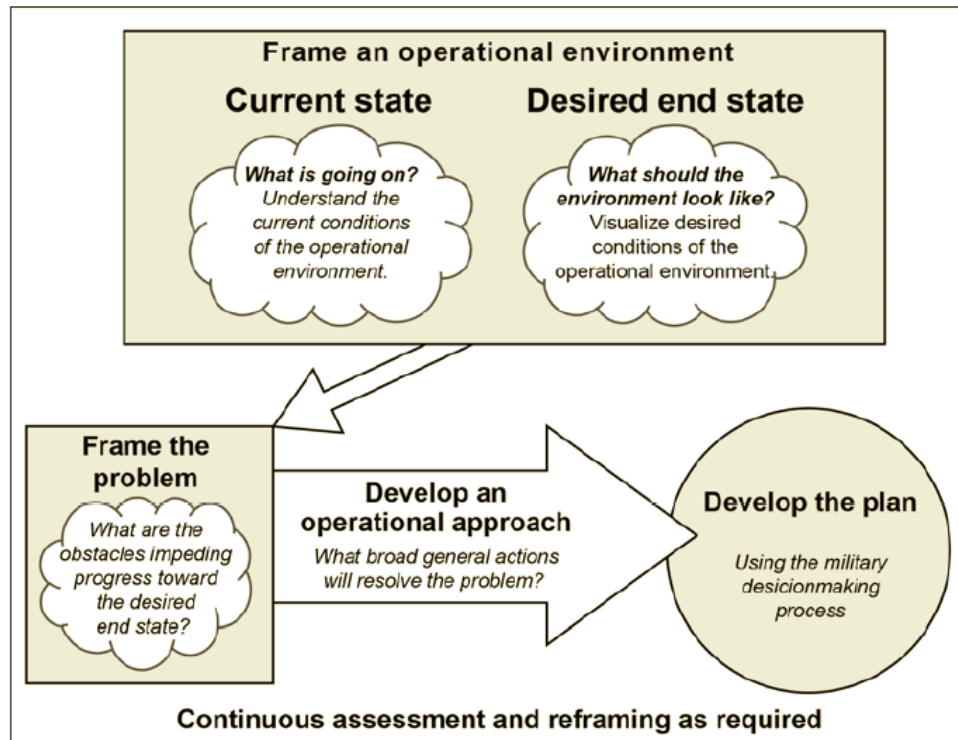 Frame an operational environment
Current state
What is going on?
Understand the
current conditions
of the operational
environment.
Desired end state
What should the
environment look like?
Visualize desired
conditions of the
operational environment.
Frame the
problem
What are the
obstacles impeding
progress toward
the desired
end state?
Develop an
operational approach
What broad general actions
will resolve the problem?
Develop the plan
Using the military
desicionmaking
process
Continuous assessment and reframing as required